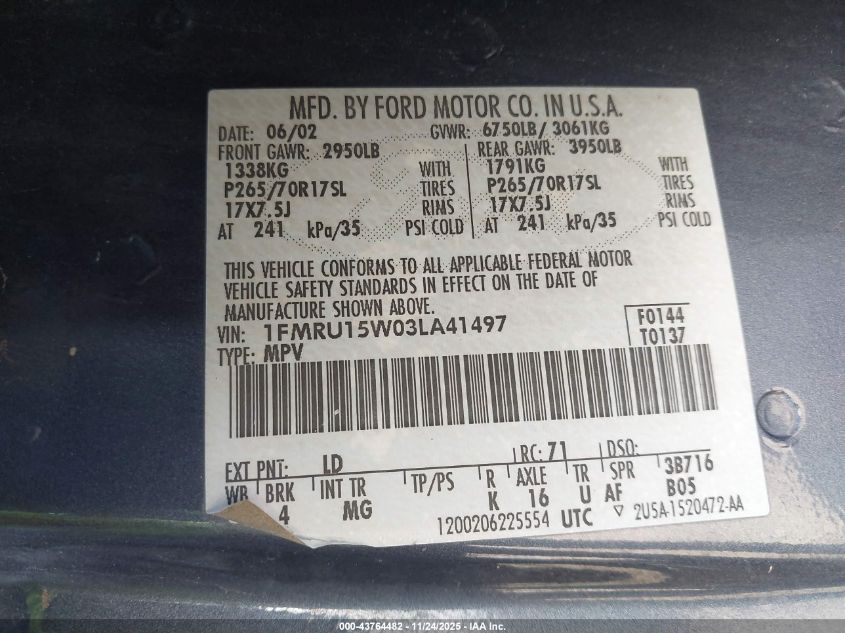 MFD. BY FORD MOTOR CO. IN U.S.A.
DATE: 06/02 GVWR: 6750LB/ 3061KG
FRONT GAWR: 2950LB REAR GAWR: 3950LB
1338KG WITH 1791KG WITH
P265/70R17SL TIRES P265/70R17SL TIRES
17X7.5J RIMS 17X7.5J RIMS
AT 241 kPa/35 PSI COLD AT 241 kPa/35 PSI COLD
THIS VEHICLE CONFORMS TO ALL APPLICABLE FEDERAL MOTOR
VEHICLE SAFETY STANDARDS IN EFFECT ON THE DATE OF
MANUFACTURE SHOWN ABOVE.
VIN: 1FMRU15W03LA41497 F0144
TYPE: MPV T0137
EXT PNT: LD RC: 71 DSO:
WB BRK INT TR TP/PS R AXLE TR SPR 3B716
4 MG K 16 U AF B05
1200206225554 UTC ▽ 2U5A-1520472-AA
000-43764482 - 11/24/2025 - IAA Inc.